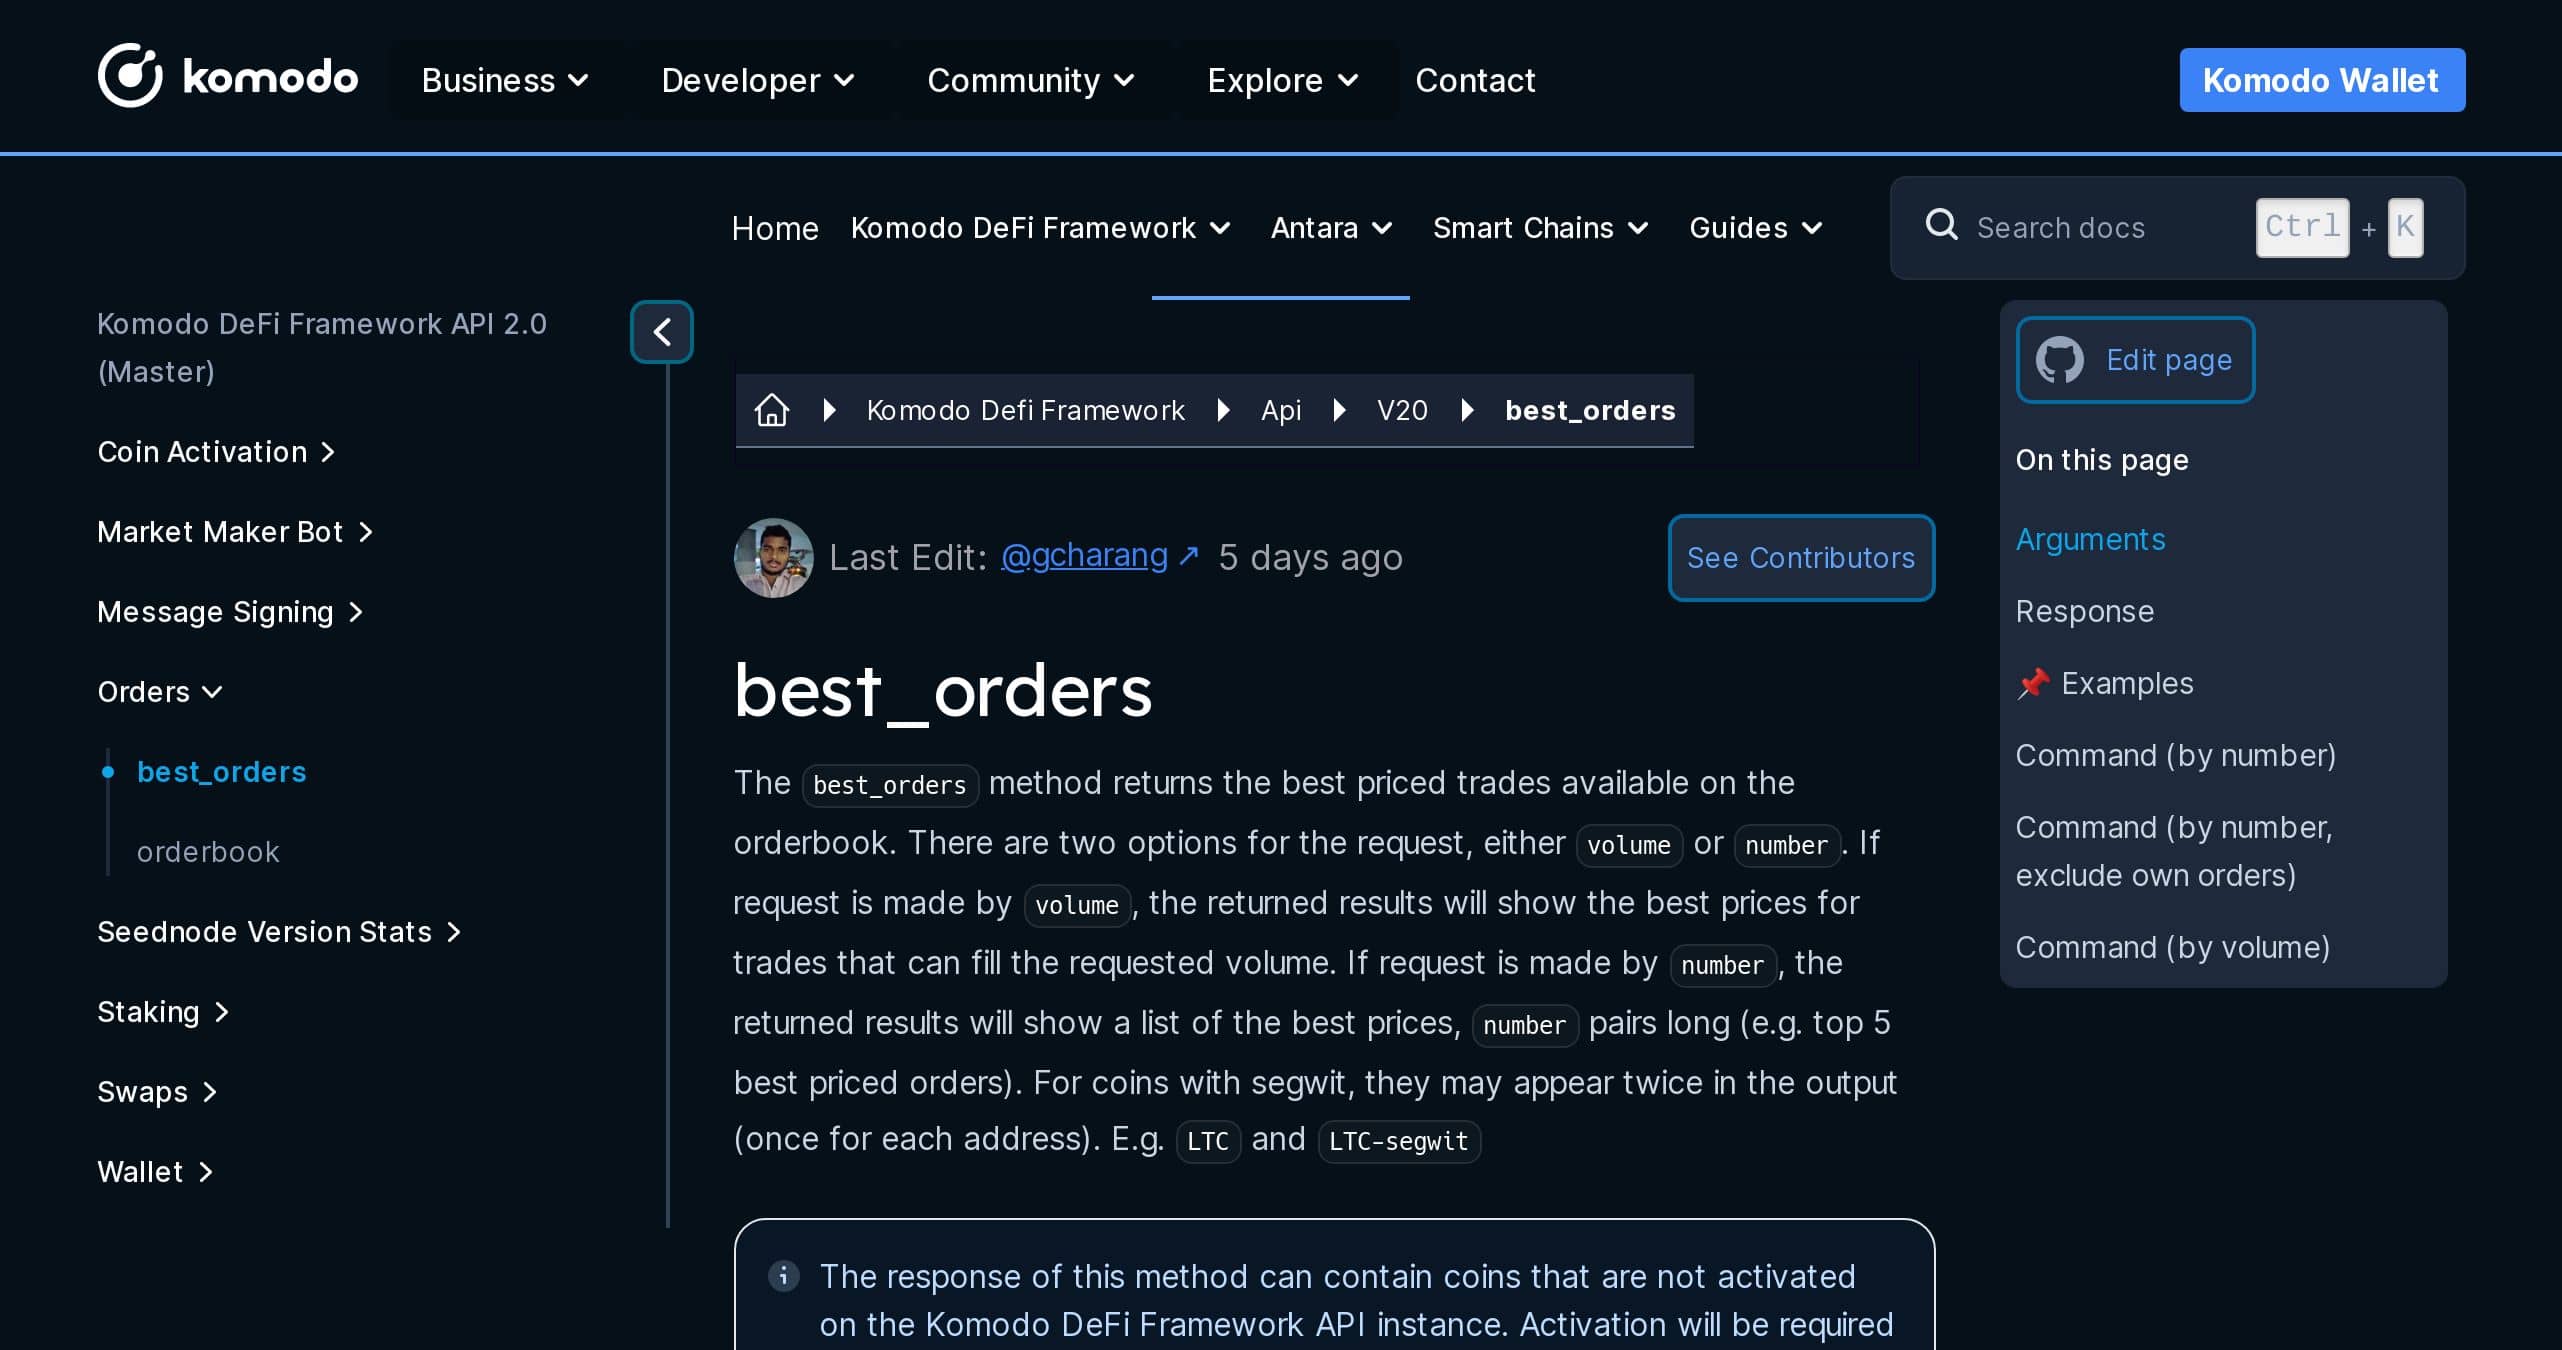 komodo Business Developer Community Explore Contact Komodo Wallet
Home Komodo DeFi Framework Antara Smart Chains Guides Search docs Ctrl + K
Komodo DeFi Framework API 2.0
(Master)
Coin Activation
Market Maker Bot
Message Signing
Orders
best_orders
orderbook
Seednode Version Stats
Staking
Swaps
Wallet
Komodo Defi Framework Api V20 best_orders
Last Edit: @gcharang ↗ 5 days ago See Contributors
best_orders
The best_orders method returns the best priced trades available on the
orderbook. There are two options for the request, either volume or number. If
request is made by volume, the returned results will show the best prices for
trades that can fill the requested volume. If request is made by number, the
returned results will show a list of the best prices, number pairs long (e.g. top 5
best priced orders). For coins with segwit, they may appear twice in the output
(once for each address). E.g. LTC and LTC-segwit
The response of this method can contain coins that are not activated
on the Komodo DeFi Framework API instance. Activation will be required
Edit page
On this page
Arguments
Response
📌 Examples
Command (by number)
Command (by number,
exclude own orders)
Command (by volume)